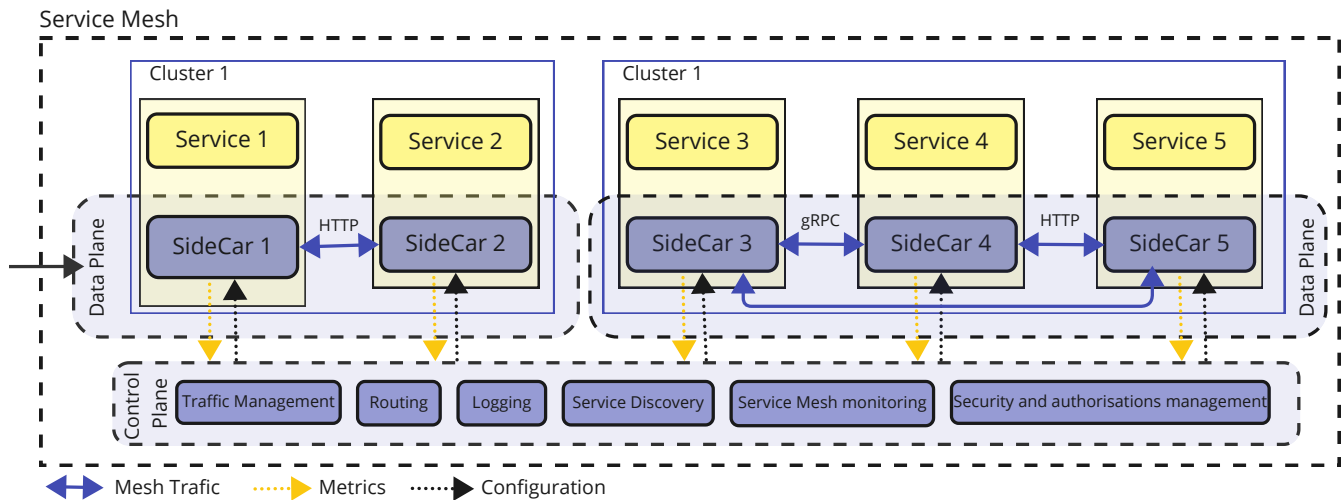 Service Mesh
Cluster 1
Cluster 1
Service 1
Service 2
Service 3
Service 4
Service 5
Data Plane
SideCar 1
HTTP
SideCar 2
SideCar 3
gRPC
SideCar 4
HTTP
SideCar 5
Data Plane
Control
Plane
Traffic Management
Routing
Logging
Service Discovery
Service Mesh monitoring
Security and authorisations management
Mesh Trafic
Metrics
Configuration